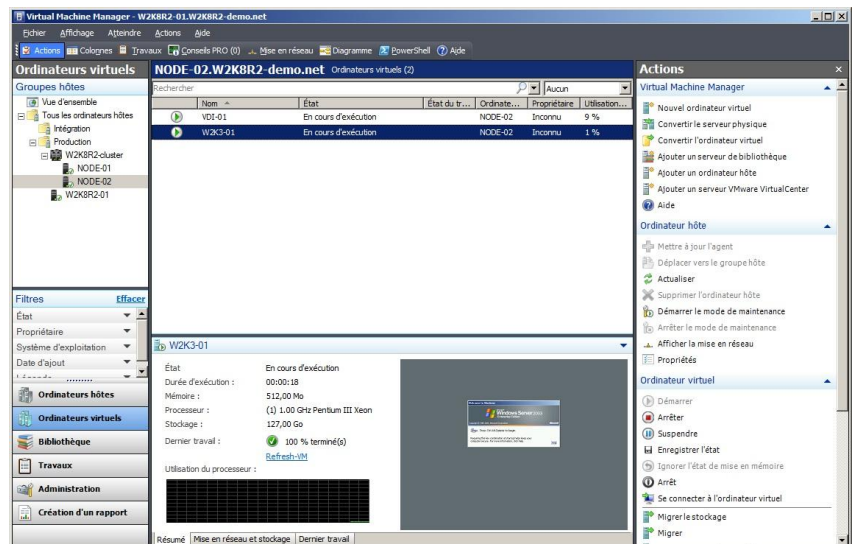 Virtual Machine Manager - W2K8R2-01.W2K8R2-demo.net
Fichier Affichage Atteindre Actions Aide
Actions Colonnes Travaux Conseils PRO (0) Mise en réseau Diagramme PowerShell Aide
Ordinateurs virtuels
Groupes hôtes
Vue d'ensemble
Tous les ordinateurs hôtes
Intégration
Production
W2K8R2-cluster
NODE-01
NODE-02
W2K8R2-01
Filtres Effacer
État
Propriétaire
Système d'exploitation
Date d'ajout
Ordinateurs hôtes
Ordinateurs virtuels
Bibliothèque
Travaux
Administration
Création d'un rapport
NODE-02.W2K8R2-demo.net Ordinateurs virtuels (2)
Rechercher Aucun
Nom État État du tr... Ordinate... Propriétaire Utilisation...
VDI-01 En cours d'exécution NODE-02 Inconnu 9 %
W2K3-01 En cours d'exécution NODE-02 Inconnu 1 %
W2K3-01
État En cours d'exécution
Durée d'exécution : 00:00:18
Mémoire : 512,00 Mo
Processeur : (1) 1.00 GHz Pentium III Xeon
Stockage : 127,00 Go
Dernier travail : 100 % terminé(s)
Refresh-VM
Utilisation du processeur :
Windows Server
Résumé Mise en réseau et stockage Dernier travail
Actions
Virtual Machine Manager
Nouvel ordinateur virtuel
Convertir le serveur physique
Convertir l'ordinateur virtuel
Ajouter un serveur de bibliothèque
Ajouter un ordinateur hôte
Ajouter un serveur VMware VirtualCenter
Aide
Ordinateur hôte
Mettre à jour l'agent
Déplacer vers le groupe hôte
Actualiser
Supprimer l'ordinateur hôte
Démarrer le mode de maintenance
Arrêter le mode de maintenance
Afficher la mise en réseau
Propriétés
Ordinateur virtuel
Démarrer
Arrêter
Suspendre
Enregistrer l'état
Ignorer l'état de mise en mémoire
Arrêt
Se connecter à l'ordinateur virtuel
Migrer le stockage
Migrer